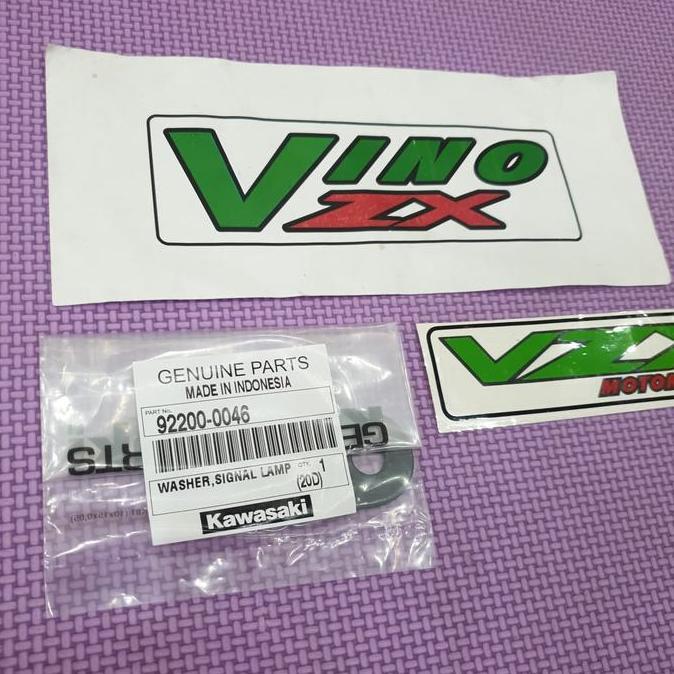 VINO
ZX
VZX
MOTOR
GENUINE PARTS
MADE IN INDONESIA
PART No.
92200-0046
WASHER,SIGNAL LAMP QTY. 1
(20D)
Kawasaki